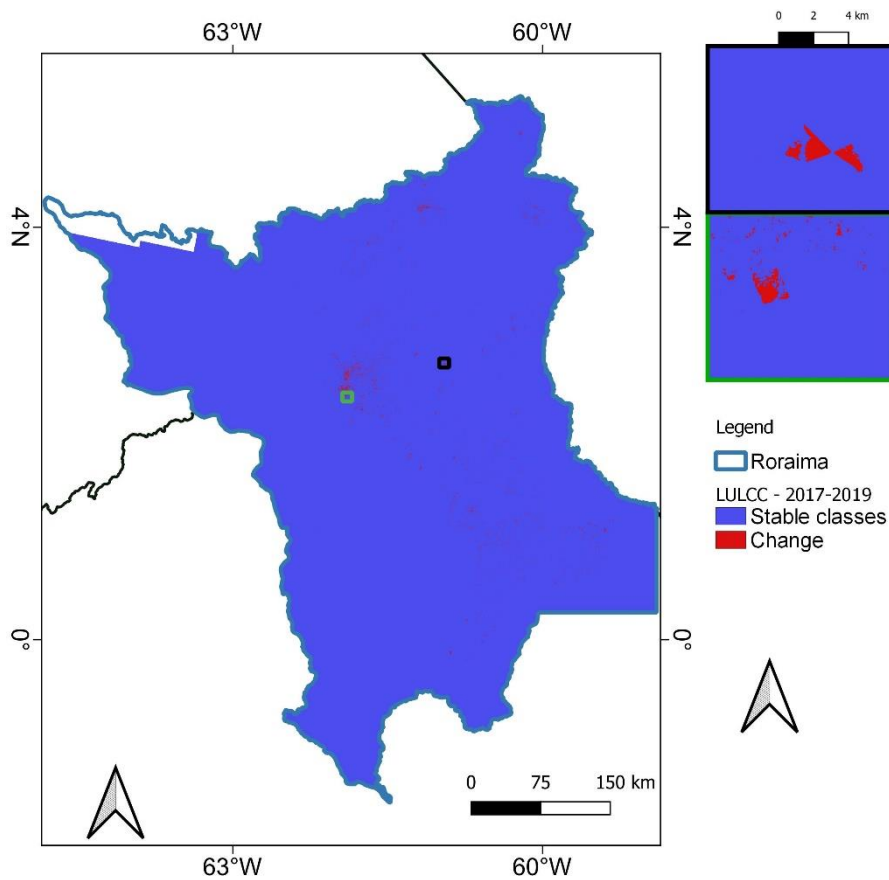 63°W 60°W
0 2 4 km
4°N 4°N
Legend
Roraima
LULCC - 2017-2019
Stable classes
Change
0° 0°
0 75 150 km
63°W 60°W